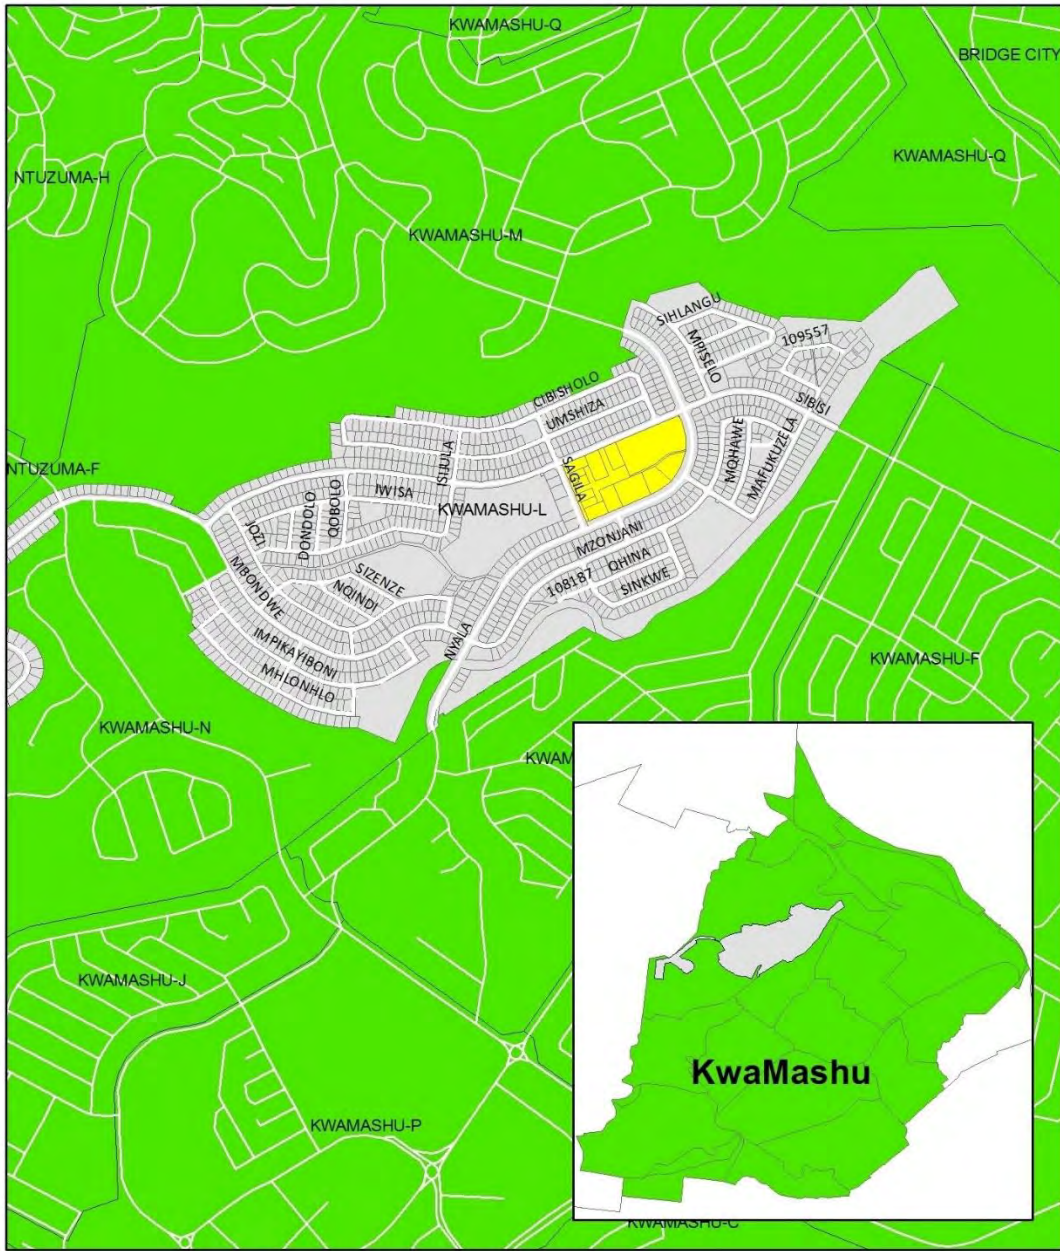 KWAMASHU-Q
BRIDGE CITY
KWAMASHU-Q
NTUZUMA-H
KWAMASHU-M
SIHLANGU
109557
MPISELO
CIBISHOLO
SIBISI
UMSHIZA
MQHAWE
MAFUKUZELA
ISIJULA
SAGILA
NTUZUMA-F
IWISA
KWAMASHU-L
QOBOLO
DONDOLO
JOZI
MZONJANI
QHINA
108187
SINKWE
SIZENZE
NQINDI
MBONDWE
IMPIKAYIBONI
NYALA
MHLONHLO
KWAMASHU-F
KWAMASHU-N
KWAM
KWAMASHU-J
KwaMashu
KWAMASHU-P
KWAMASHU-C